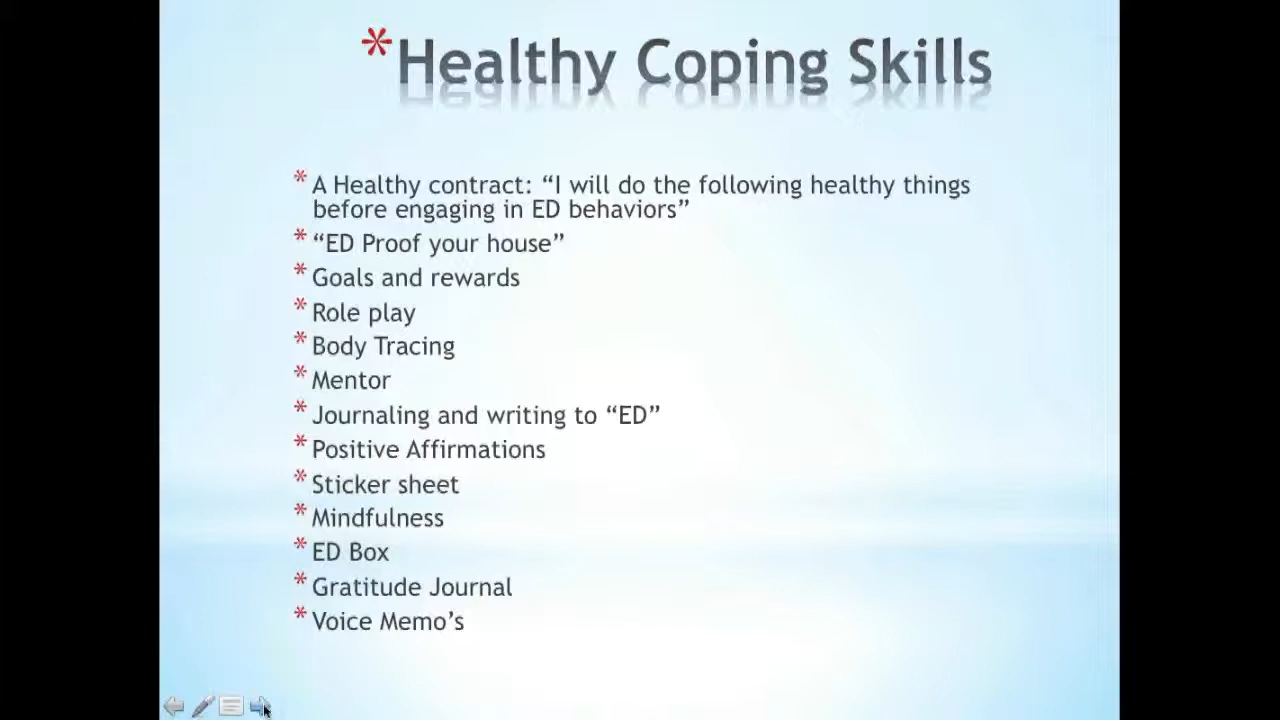 *Healthy Coping Skills
* A Healthy contract: “I will do the following healthy things
before engaging in ED behaviors”
* “ED Proof your house”
* Goals and rewards
* Role play
* Body Tracing
* Mentor
* Journaling and writing to “ED”
* Positive Affirmations
* Sticker sheet
* Mindfulness
* ED Box
* Gratitude Journal
* Voice Memo’s